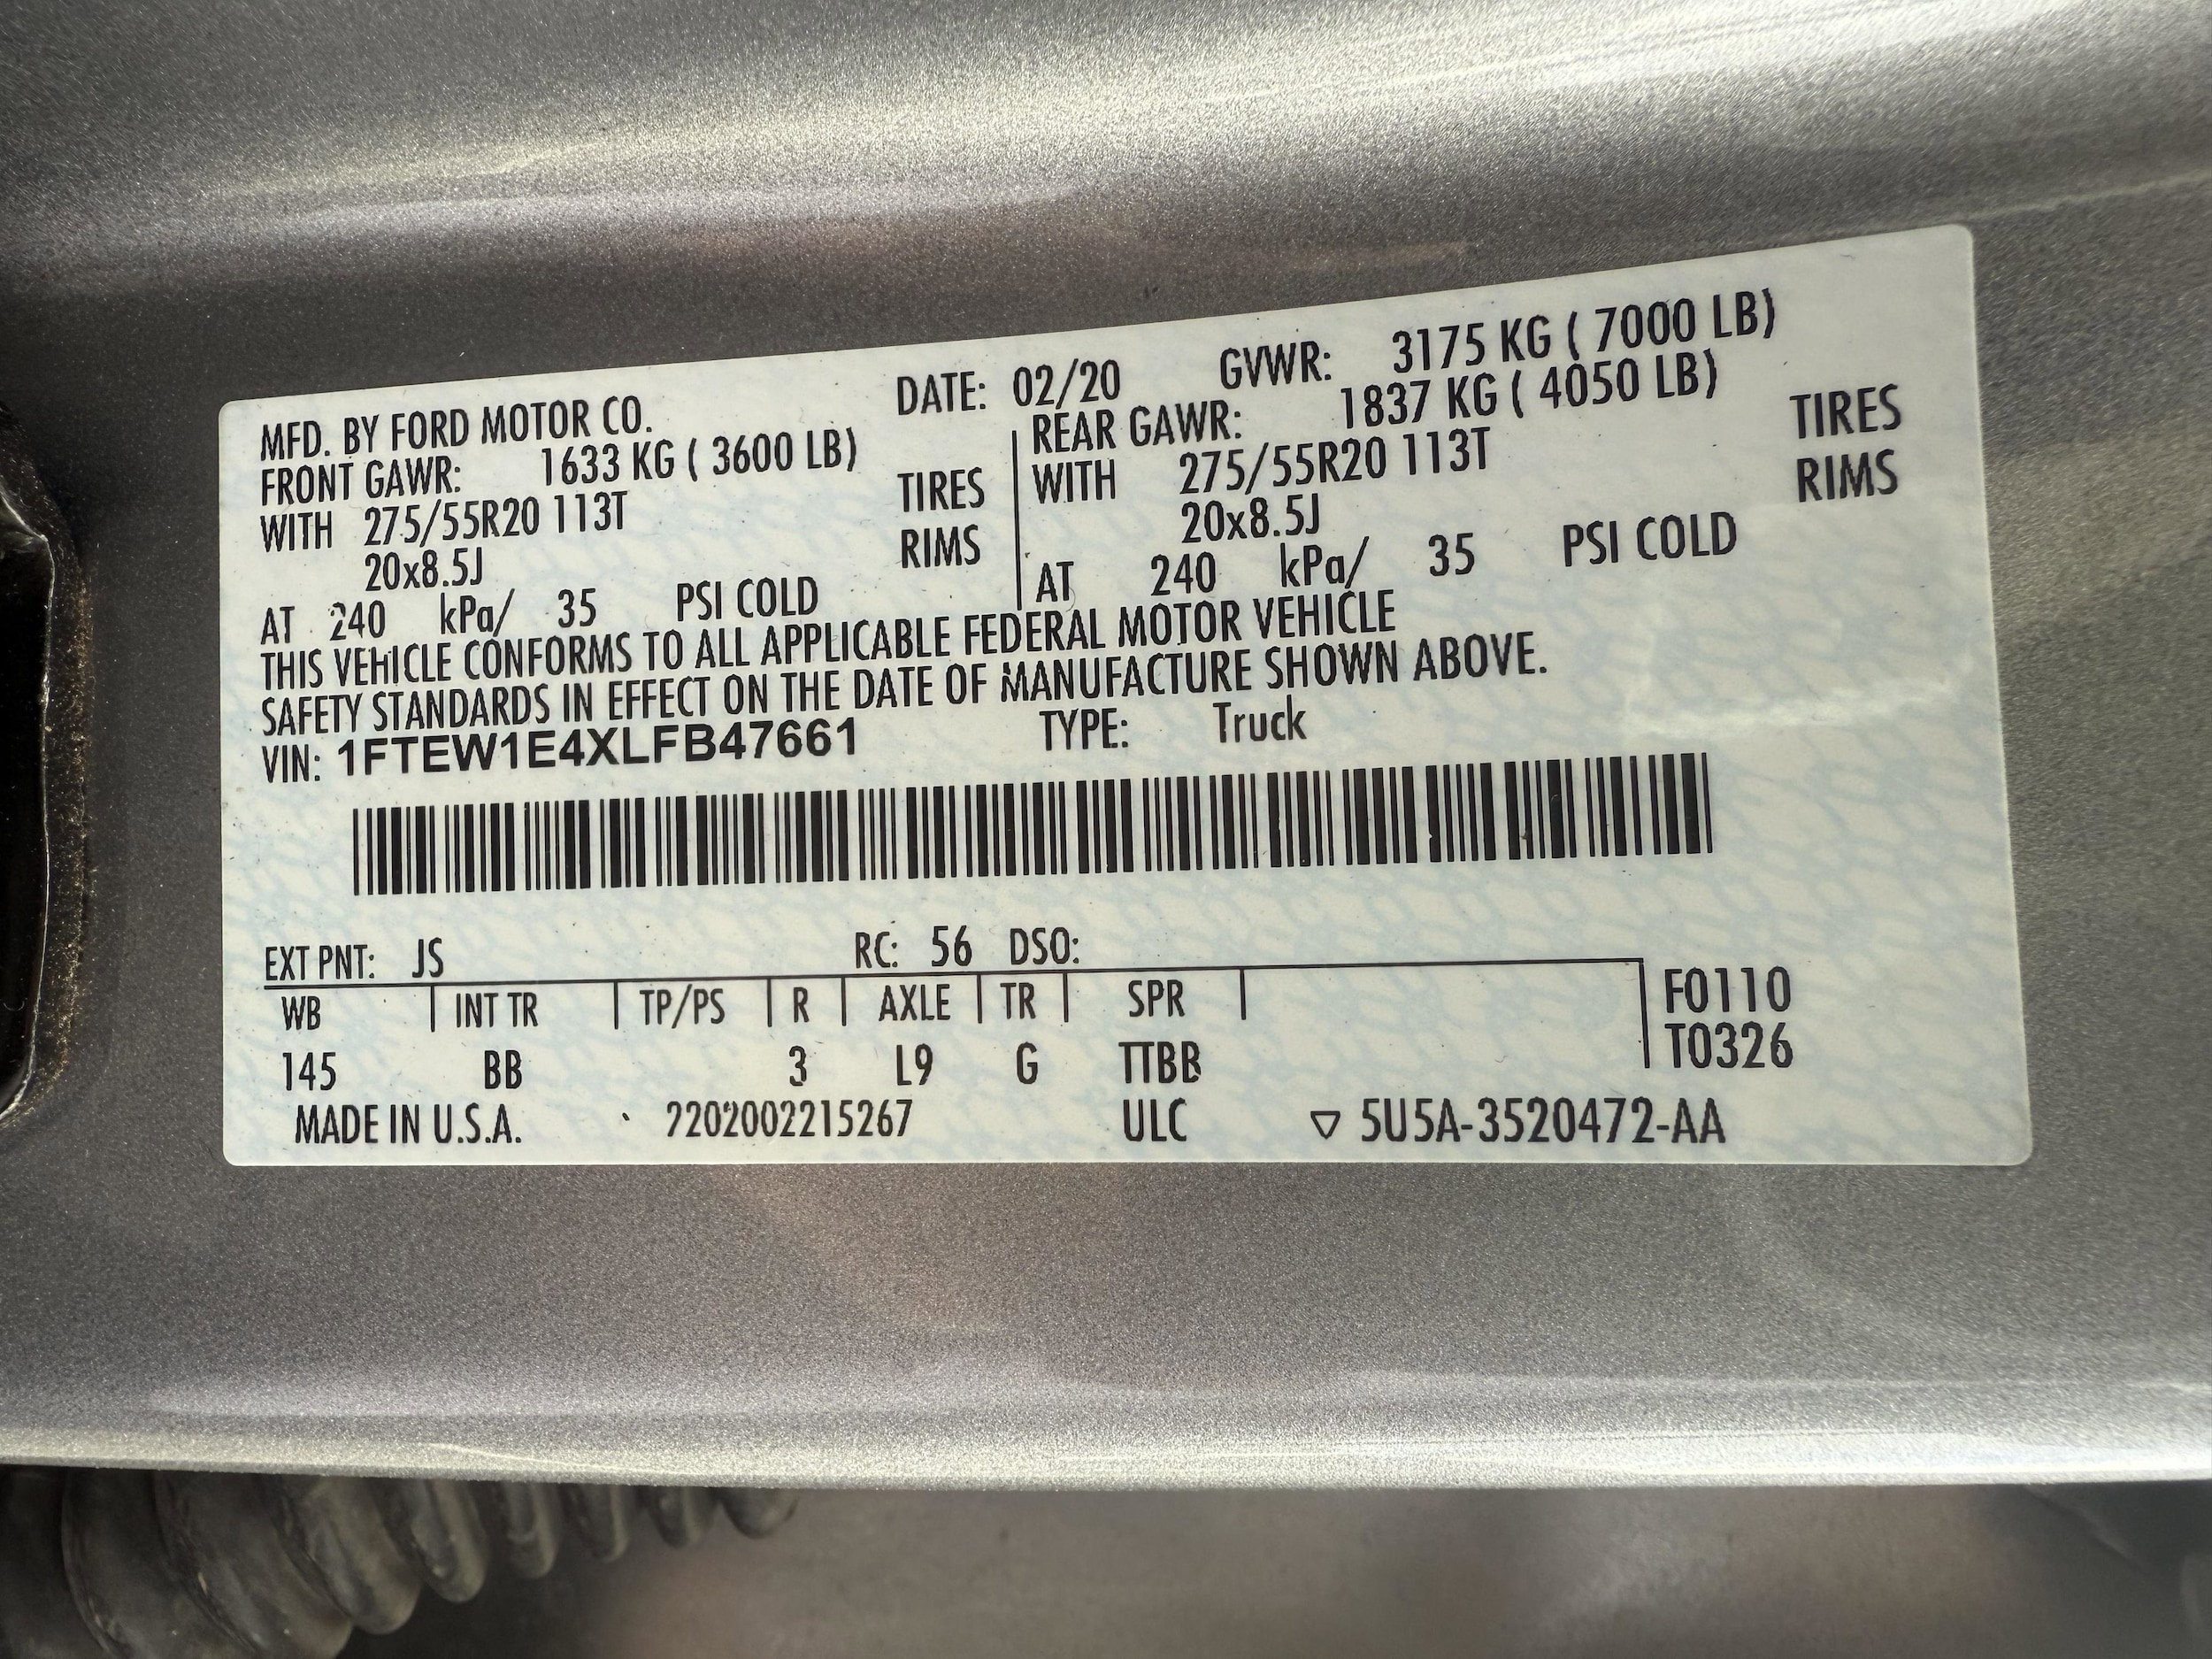 MFD. BY FORD MOTOR CO. DATE: 02/20 GVWR: 3175 KG ( 7000 LB)
FRONT GAWR: 1633 KG ( 3600 LB) REAR GAWR: 1837 KG ( 4050 LB)
WITH 275/55R20 113T TIRES WITH 275/55R20 113T TIRES
20x8.5J RIMS 20x8.5J RIMS
AT 240 kPa/ 35 PSI COLD AT 240 kPa/ 35 PSI COLD
THIS VEHICLE CONFORMS TO ALL APPLICABLE FEDERAL MOTOR VEHICLE
SAFETY STANDARDS IN EFFECT ON THE DATE OF MANUFACTURE SHOWN ABOVE.
VIN: 1FTEW1E4XLFB47661 TYPE: Truck
EXT PNT: JS RC: 56 DSO:
WB INT TR TP/PS R AXLE TR SPR F0110
145 BB 3 L9 G TTBB T0326
MADE IN U.S.A. 2202002215267 ULC ▽ 5U5A-3520472-AA